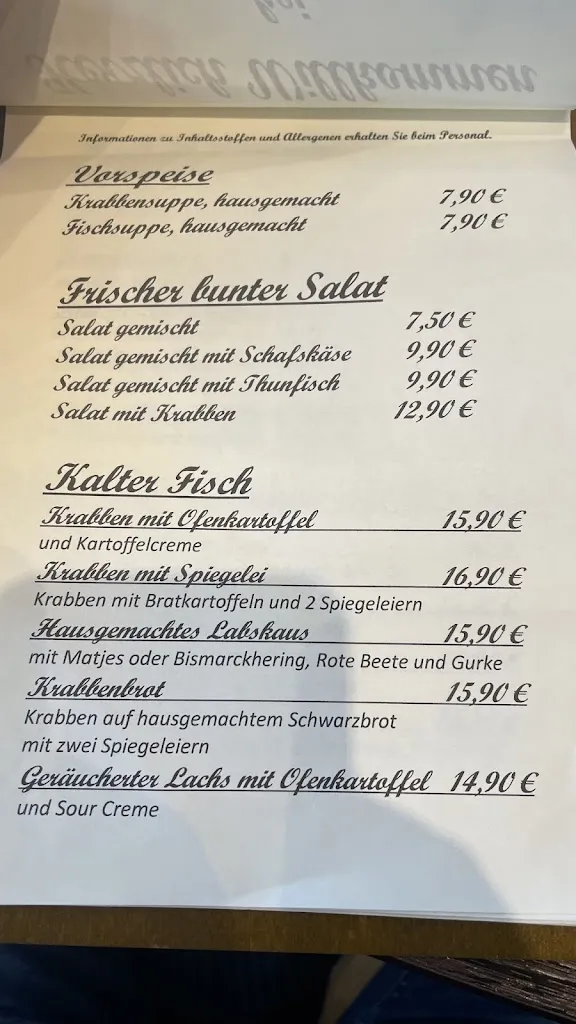 bei
Herzlich Willkommen
Informationen zu Inhaltsstoffen und Allergenen erhalten Sie beim Personal.
Vorspeise
Krabbensuppe, hausgemacht 7,90 €
Fischsuppe, hausgemacht 7,90 €
Frischer bunter Salat
Salat gemischt 7,50 €
Salat gemischt mit Schafskäse 9,90 €
Salat gemischt mit Thunfisch 9,90 €
Salat mit Krabben 12,90 €
Kalter Fisch
Krabben mit Ofenkartoffel 15,90 €
und Kartoffelcreme
Krabben mit Spiegelei 16,90 €
Krabben mit Bratkartoffeln und 2 Spiegeleiern
Hausgemachtes Labskaus 15,90 €
mit Matjes oder Bismarckhering, Rote Beete und Gurke
Krabbenbrot 15,90 €
Krabben auf hausgemachtem Schwarzbrot
mit zwei Spiegeleiern
Geräucherter Lachs mit Ofenkartoffel 14,90 €
und Sour Creme